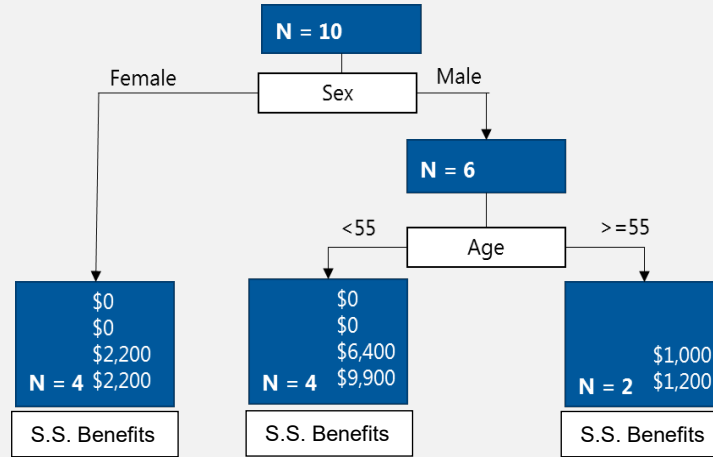 N = 10
Female
Male
Sex
N = 6
<55
>=55
Age
$0
$0
$2,200
N = 4 $2,200
S.S. Benefits
$0
$0
$6,400
N = 4 $9,900
S.S. Benefits
$1,000
N = 2 $1,200
S.S. Benefits